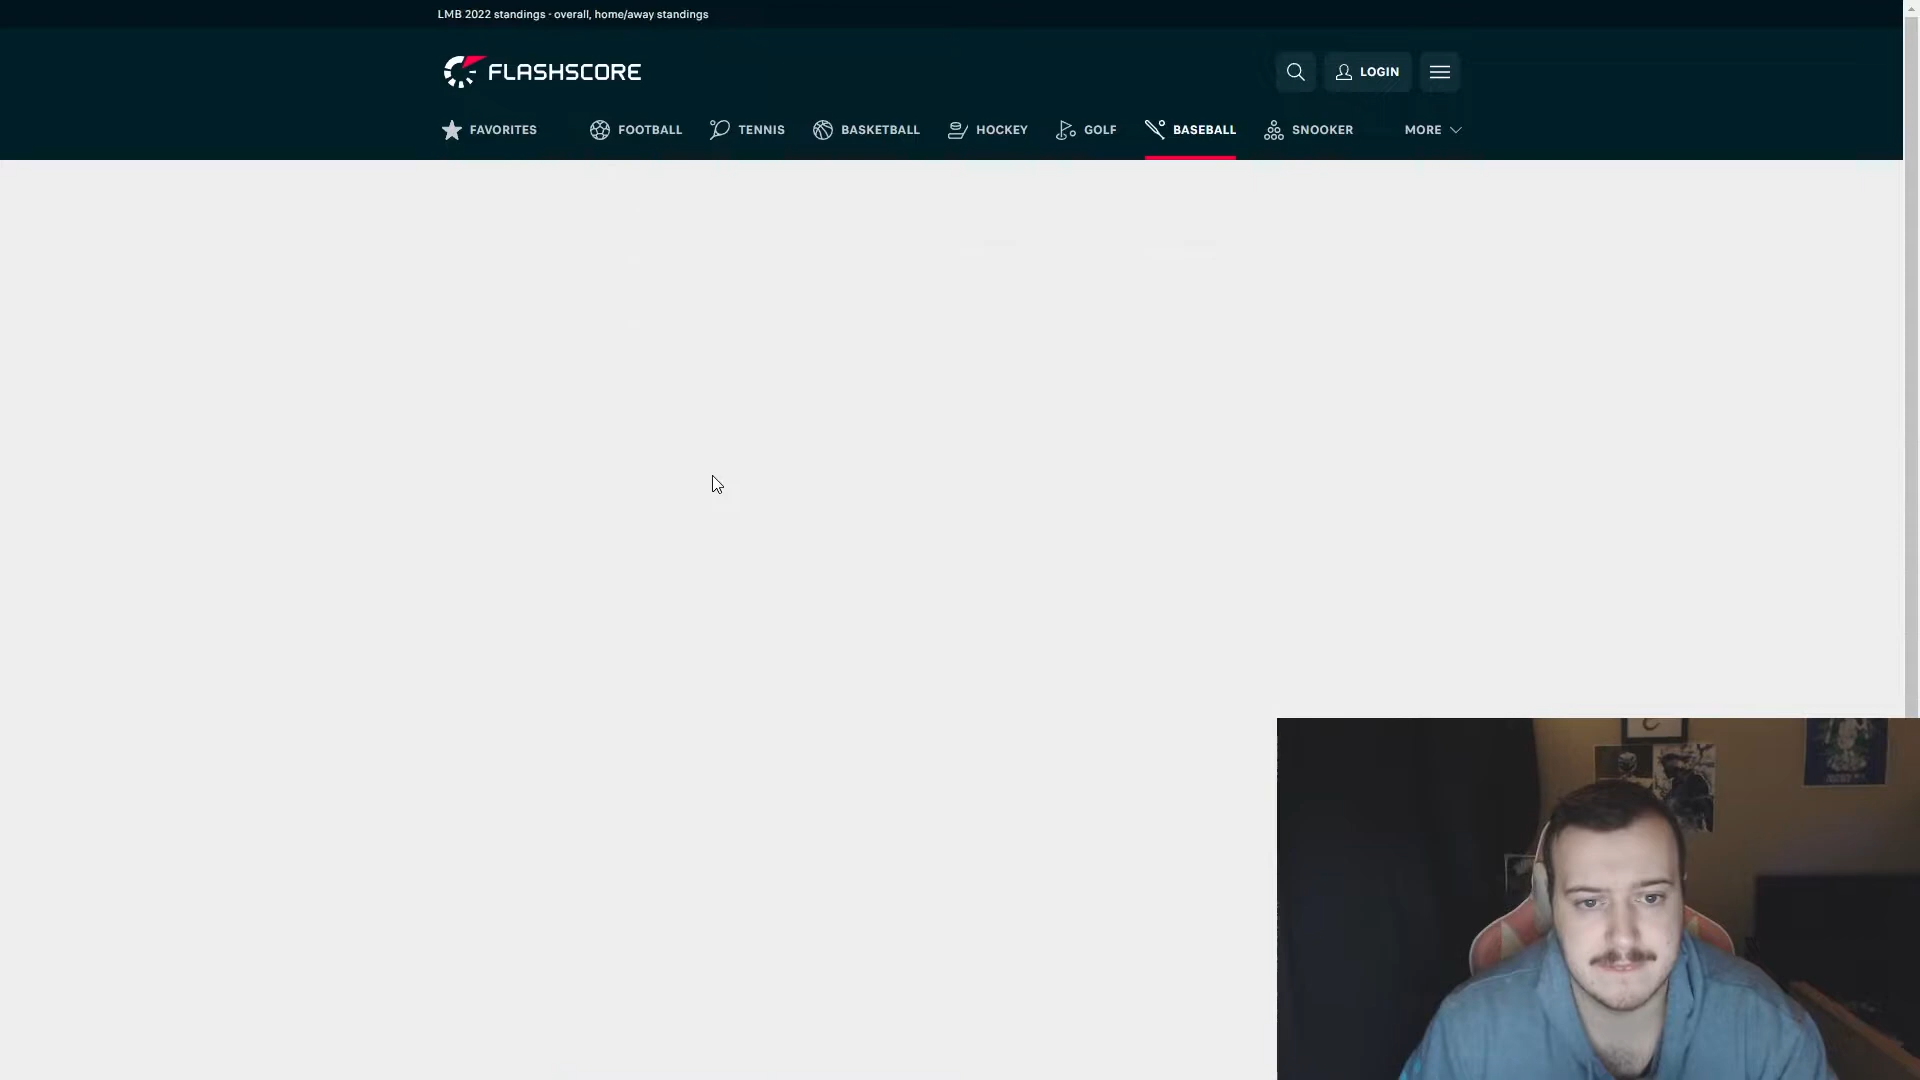 LMB 2022 standings - overall, home/away standings
FLASHSCORE
LOGIN
FAVORITES
FOOTBALL
TENNIS
BASKETBALL
HOCKEY
GOLF
BASEBALL
SNOOKER
MORE